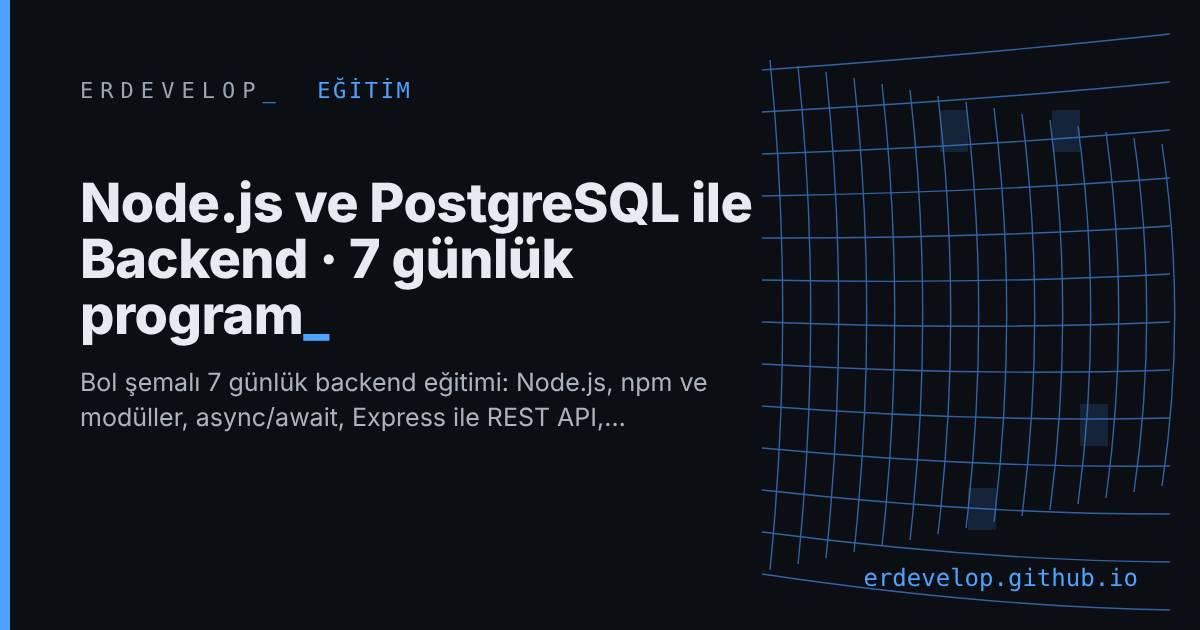 ERDEVELOP_ EĞİTİM
Node.js ve PostgreSQL ile
Backend · 7 günlük
program_
Bol şemalı 7 günlük backend eğitimi: Node.js, npm ve
modüller, async/await, Express ile REST API,...
erdevelop.github.io